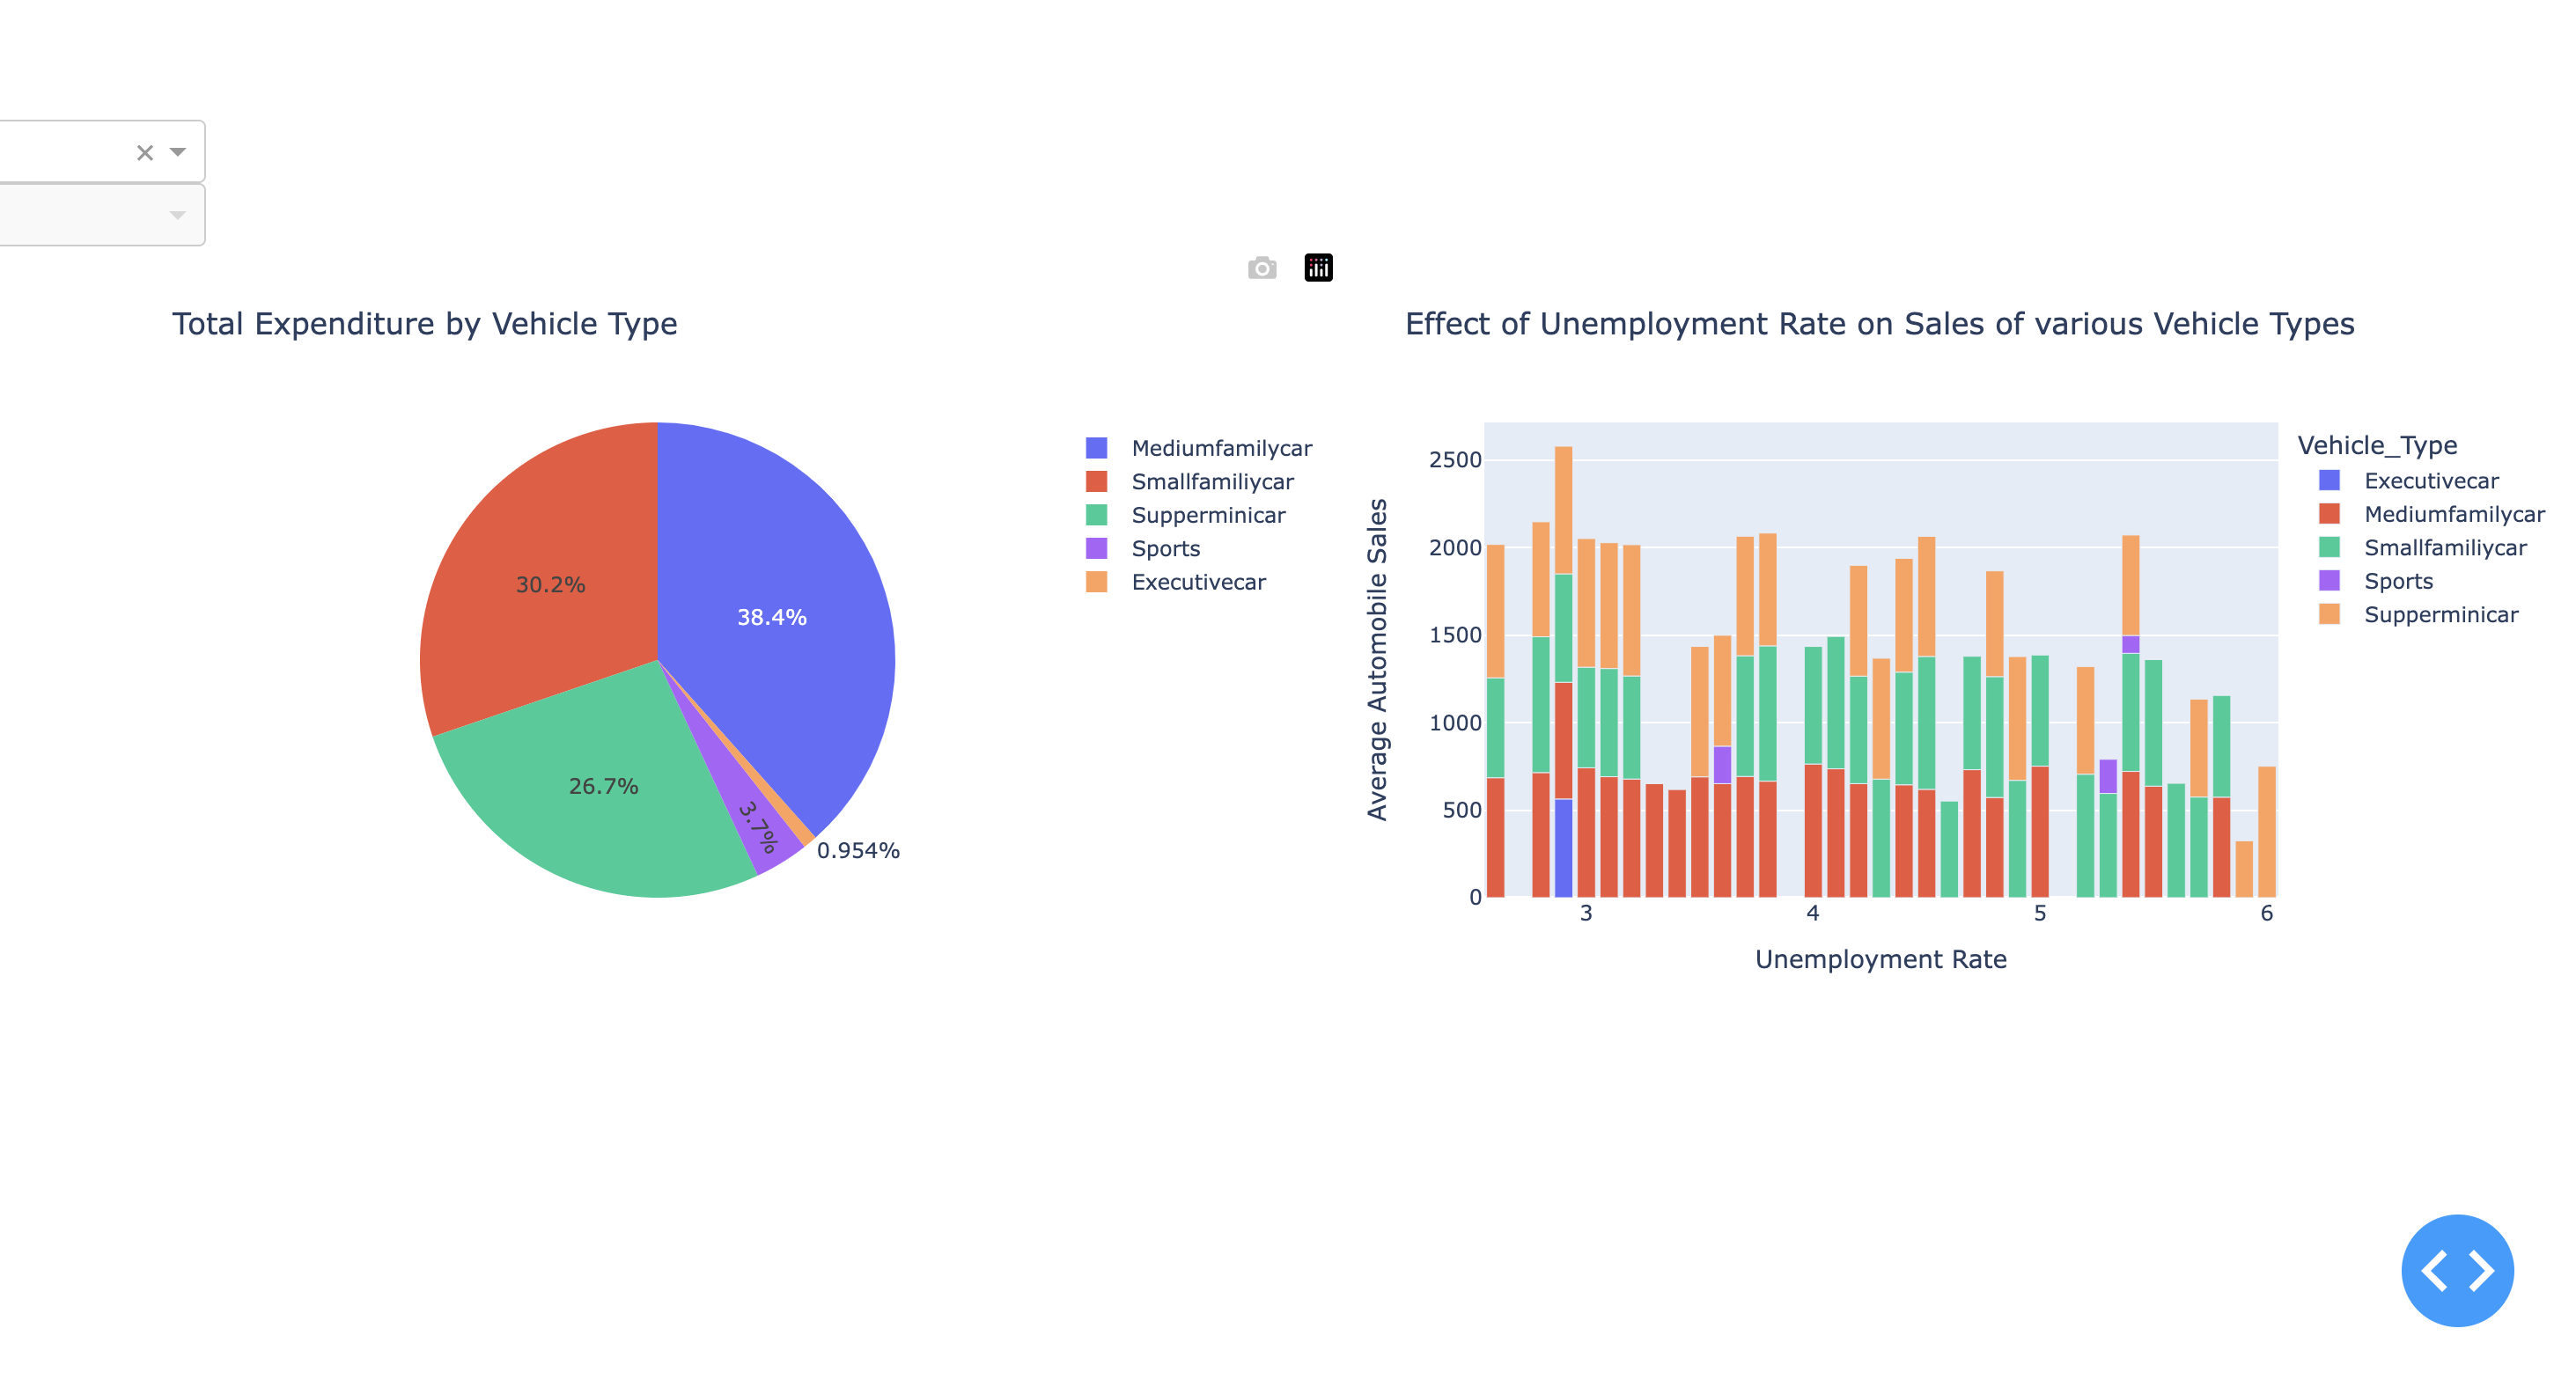 Total Expenditure by Vehicle Type
38.4%
30.2%
26.7%
3.7%
0.954%
Mediumfamilycar
Smallfamiliycar
Supperminicar
Sports
Executivecar
Effect of Unemployment Rate on Sales of various Vehicle Types
Average Automobile Sales
2500
2000
1500
1000
500
0
3
4
5
6
Unemployment Rate
Vehicle_Type
Executivecar
Mediumfamilycar
Smallfamiliycar
Sports
Supperminicar